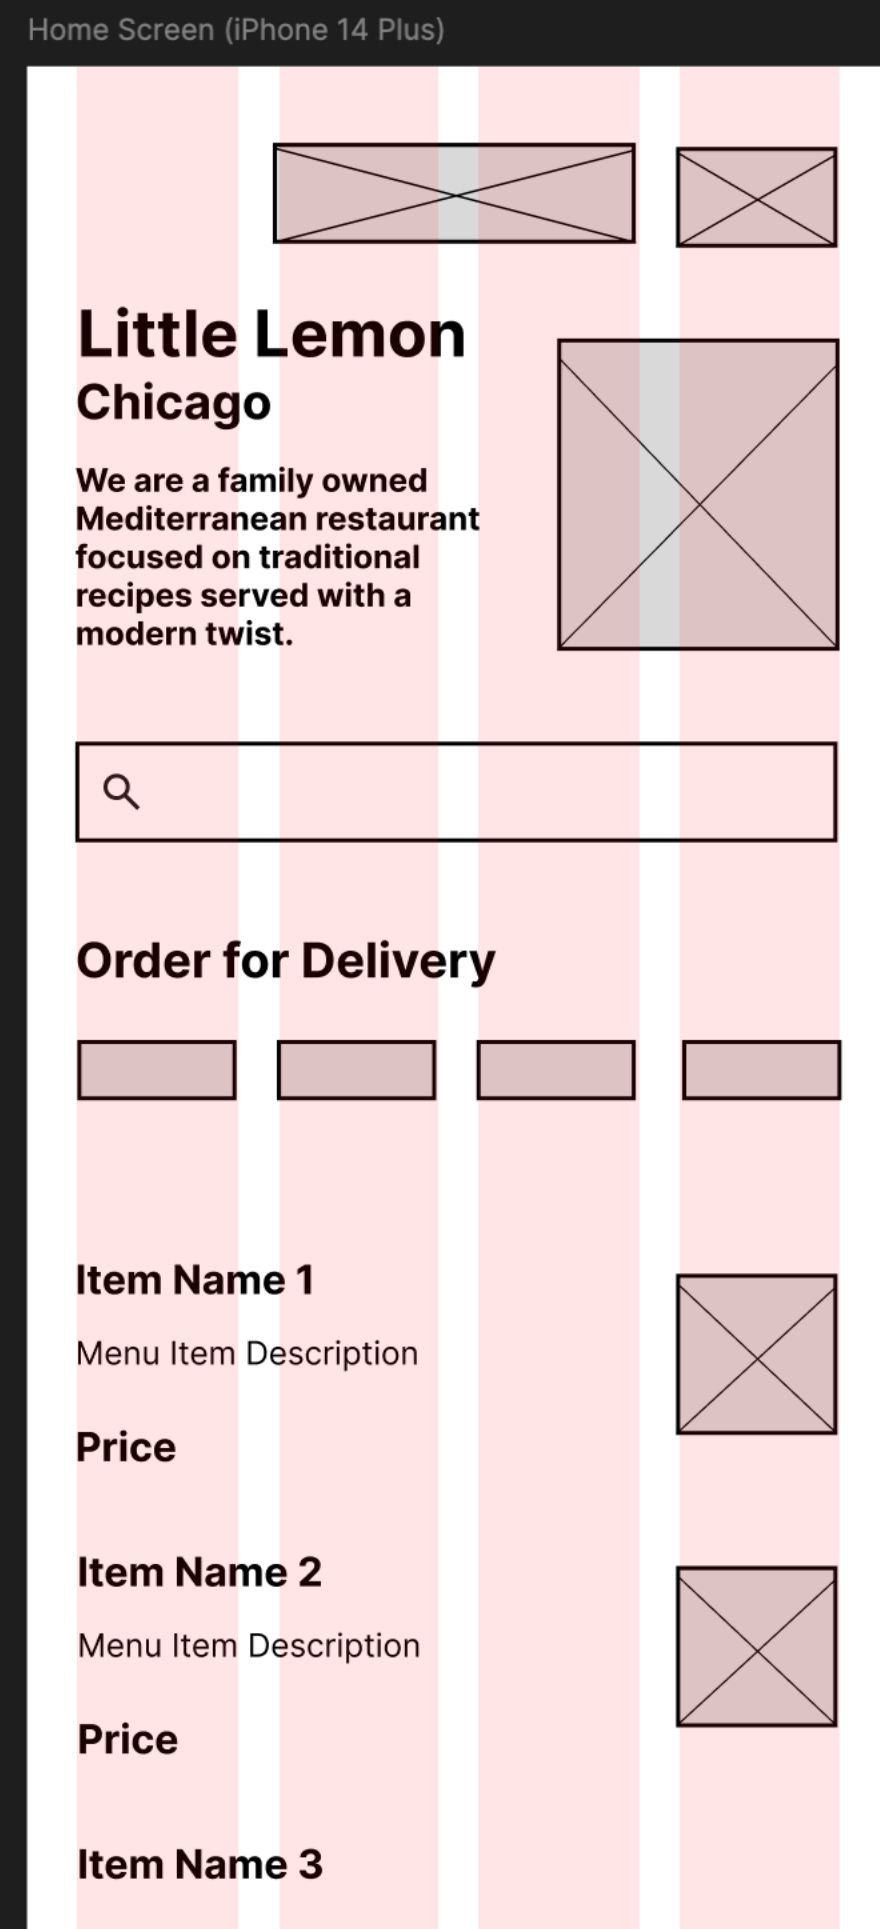 Home Screen (iPhone 14 Plus)
Little Lemon
Chicago
We are a family owned
Mediterranean restaurant
focused on traditional
recipes served with a
modern twist.
Order for Delivery
Item Name 1
Menu Item Description
Price
Item Name 2
Menu Item Description
Price
Item Name 3